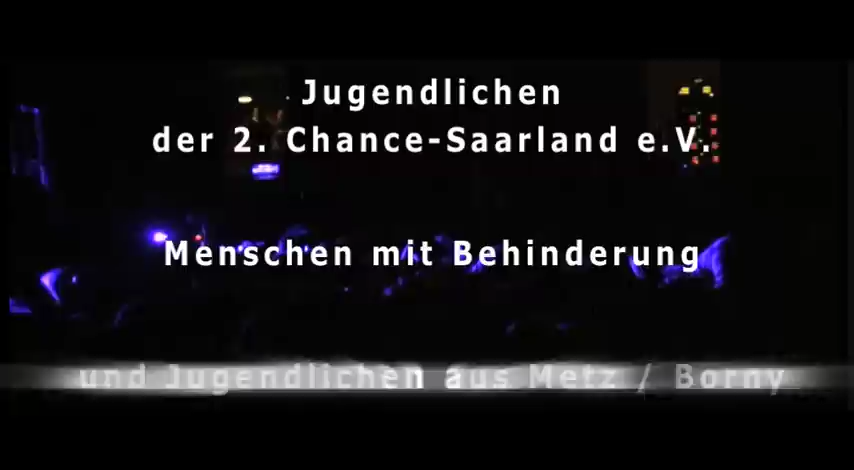 Jugendlichen
der 2. Chance-Saarland e.V.
Menschen mit Behinderung
und Jugendlichen aus Metz / Borny